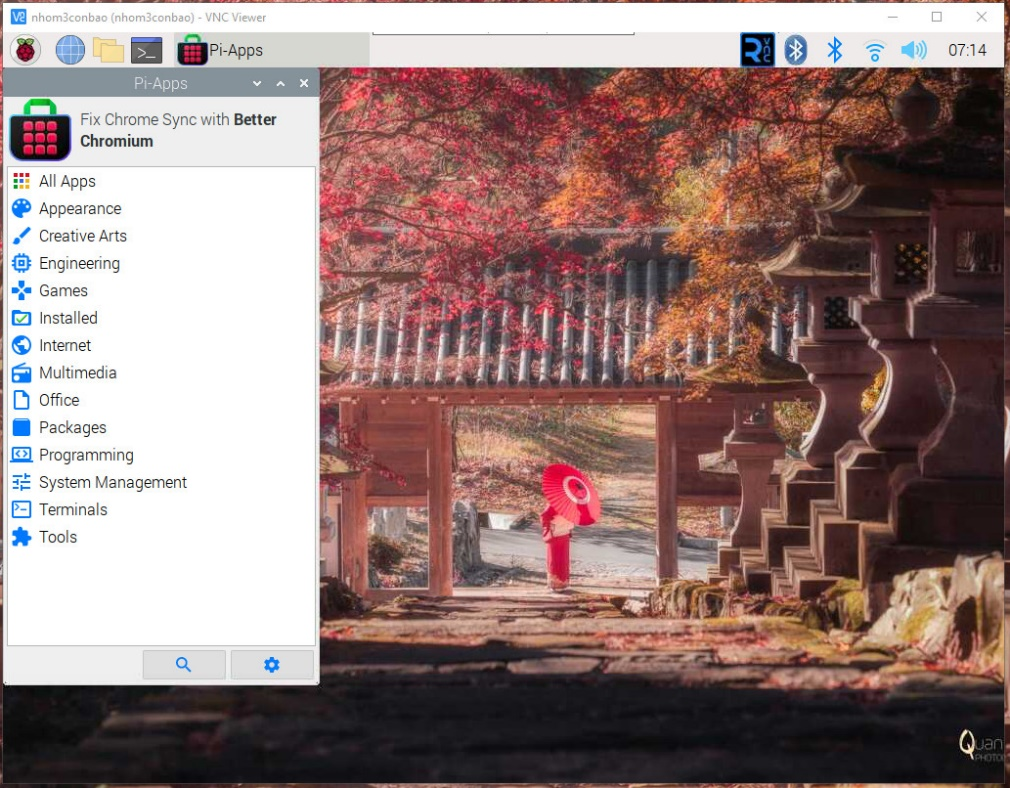 nhom3conbao (nhom3conbao) - VNC Viewer
Pi-Apps
07:14
Pi-Apps
Fix Chrome Sync with Better
Chromium
All Apps
Appearance
Creative Arts
Engineering
Games
Installed
Internet
Multimedia
Office
Packages
Programming
System Management
Terminals
Tools
Quan
PHOTO